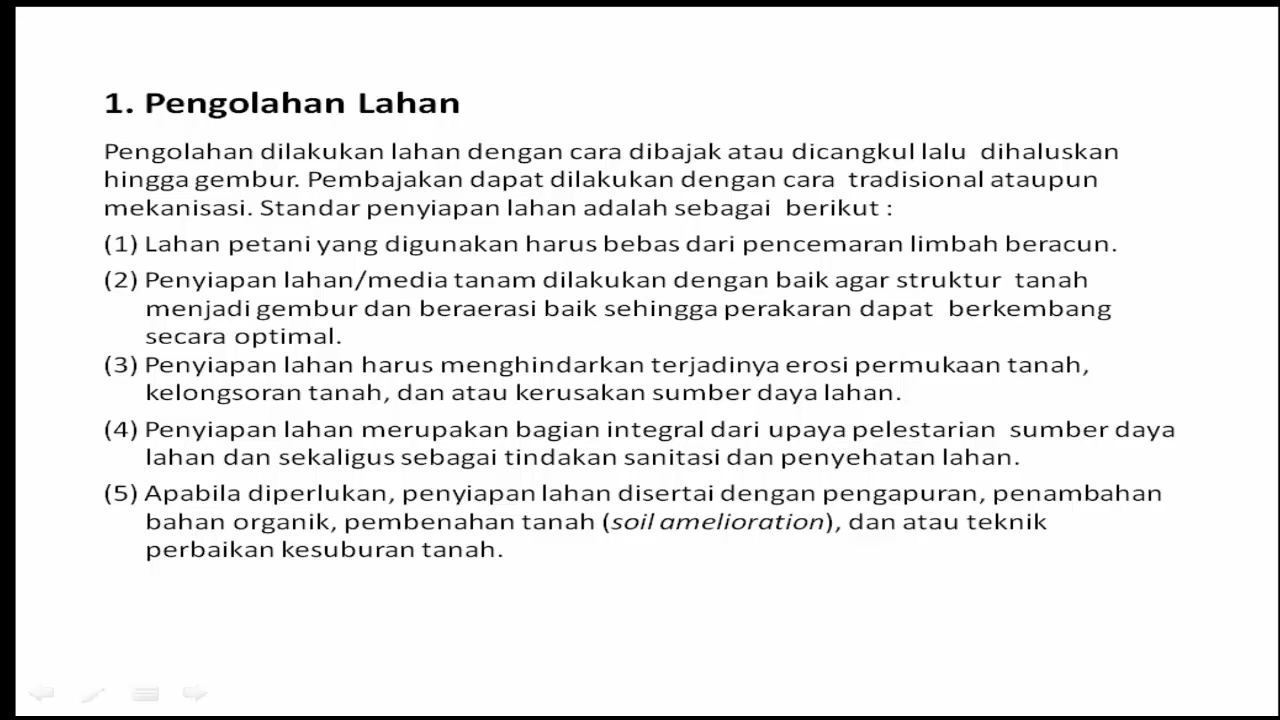 1. Pengolahan Lahan
Pengolahan dilakukan lahan dengan cara dibajak atau dicangkul lalu dihaluskan
hingga gembur. Pembajakan dapat dilakukan dengan cara tradisional ataupun
mekanisasi. Standar penyiapan lahan adalah sebagai berikut :
(1) Lahan petani yang digunakan harus bebas dari pencemaran limbah beracun.
(2) Penyiapan lahan/media tanam dilakukan dengan baik agar struktur tanah
menjadi gembur dan beraerasi baik sehingga perakaran dapat berkembang
secara optimal.
(3) Penyiapan lahan harus menghindarkan terjadinya erosi permukaan tanah,
kelongsoran tanah, dan atau kerusakan sumber daya lahan.
(4) Penyiapan lahan merupakan bagian integral dari upaya pelestarian sumber daya
lahan dan sekaligus sebagai tindakan sanitasi dan penyehatan lahan.
(5) Apabila diperlukan, penyiapan lahan disertai dengan pengapuran, penambahan
bahan organik, pembenahan tanah (soil amelioration), dan atau teknik
perbaikan kesuburan tanah.